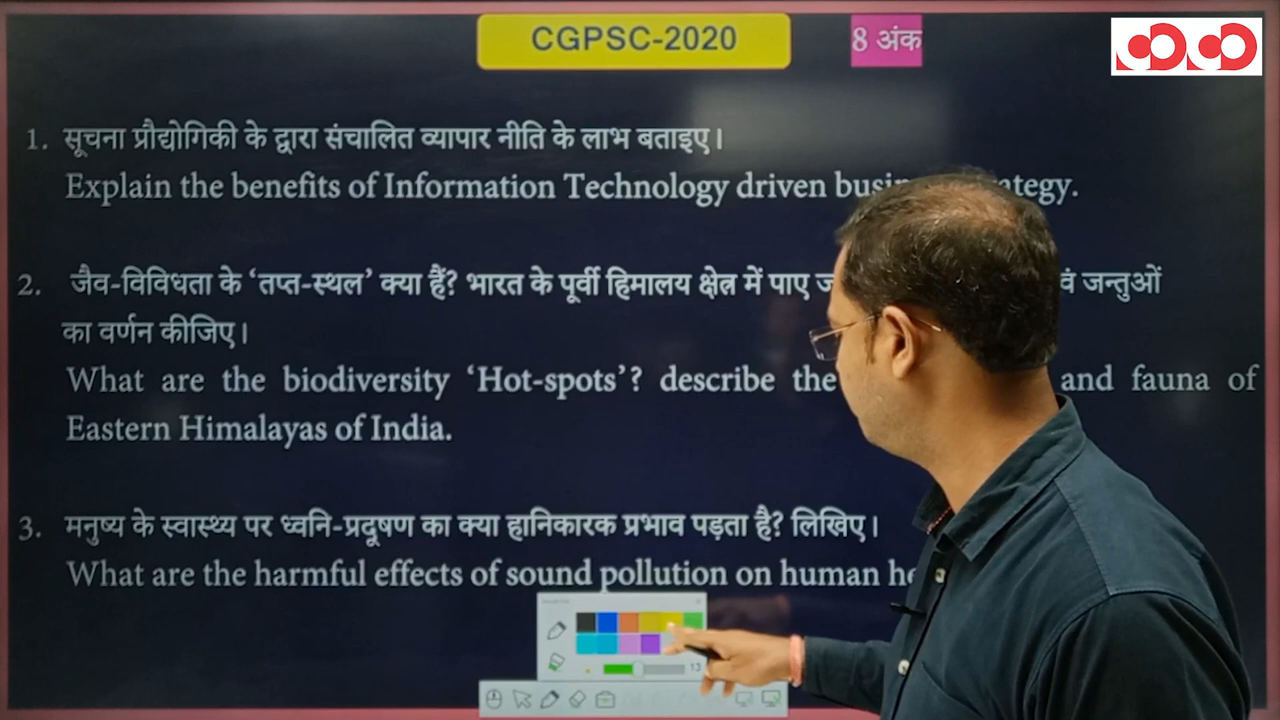 CGPSC-2020
8 अंक
1. सूचना प्रौद्योगिकी के द्वारा संचालित व्यापार नीति के लाभ बताइए।
Explain the benefits of Information Technology driven
2. जैव-विविधता के ‘तप्त-स्थल’ क्या हैं? भारत के पूर्वी हिमालय क्षेत्र में पाए जन्तुओं
का वर्णन कीजिए।
What are the biodiversity ‘Hot-spots’? describe the and fauna of
Eastern Himalayas of India.
3. मनुष्य के स्वास्थ्य पर ध्वनि-प्रदूषण का क्या हानिकारक प्रभाव पड़ता है? लिखिए।
What are the harmful effects of sound pollution on human
13